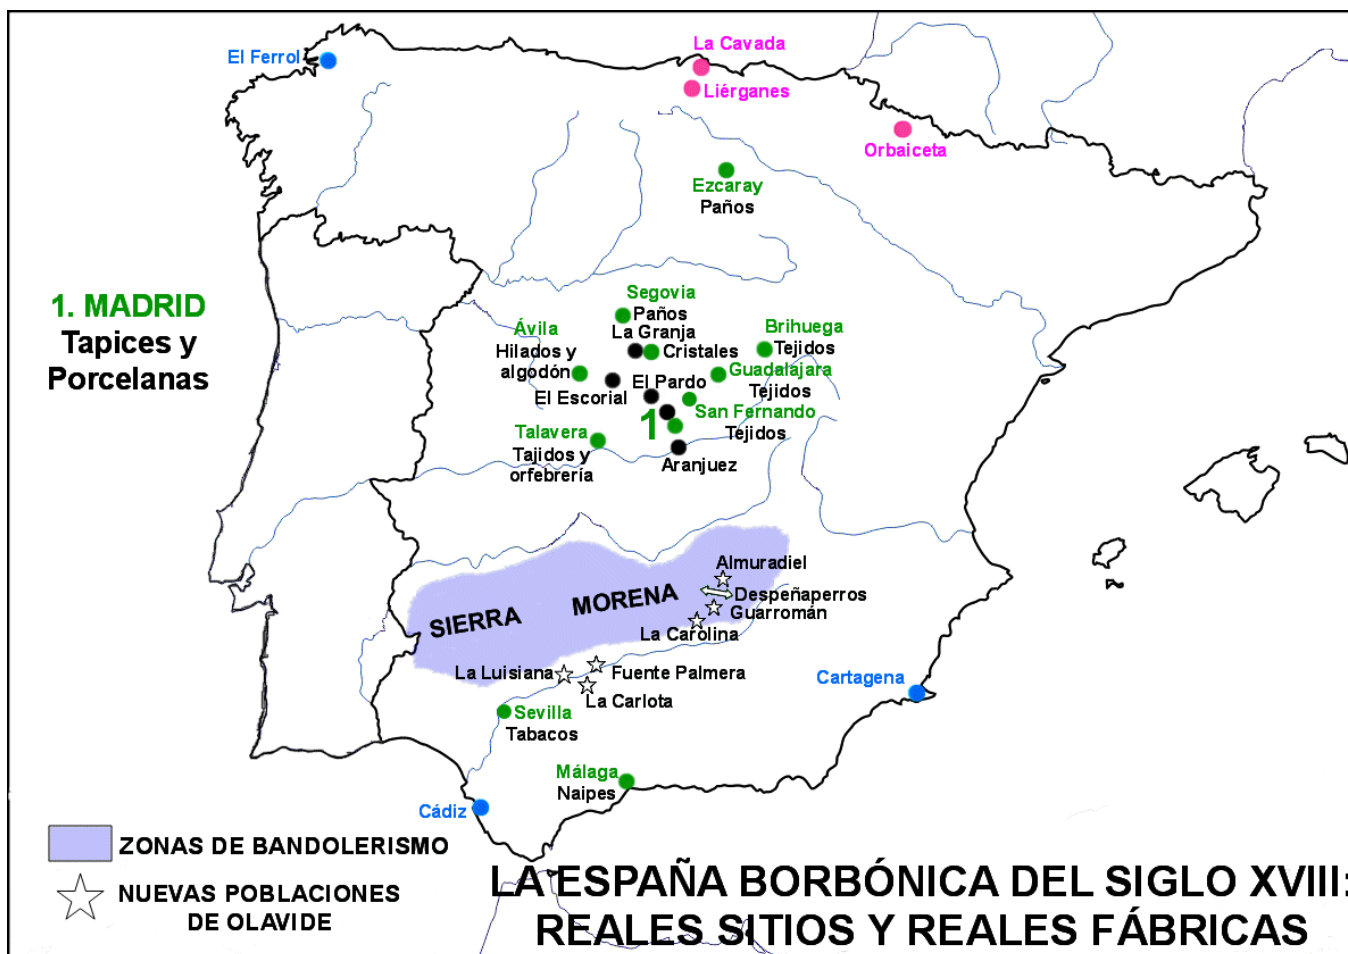 La Cavada
El Ferrol
Liérganes
Orbaiceta
Ezcaray
Paños
1. MADRID
Tapices y
Porcelanas
Segovia
Paños
La Granja
Cristales
Ávila
Hilados y
algodón
Brihuega
Tejidos
Guadalajara
Tejidos
El Escorial
El Pardo
1
San Fernando
Tejidos
Talavera
Tajidos y
orfebrería
Aranjuez
SIERRA MORENA
Almuradiel
Despeñaperros
Guarromán
La Carolina
La Luisiana
Fuente Palmera
La Carlota
Cartagena
Sevilla
Tabacos
Málaga
Naipes
Cádiz
ZONAS DE BANDOLERISMO
NUEVAS POBLACIONES
DE OLAVIDE
LA ESPAÑA BORBÓNICA DEL SIGLO XVIII:
REALES SITIOS Y REALES FÁBRICAS